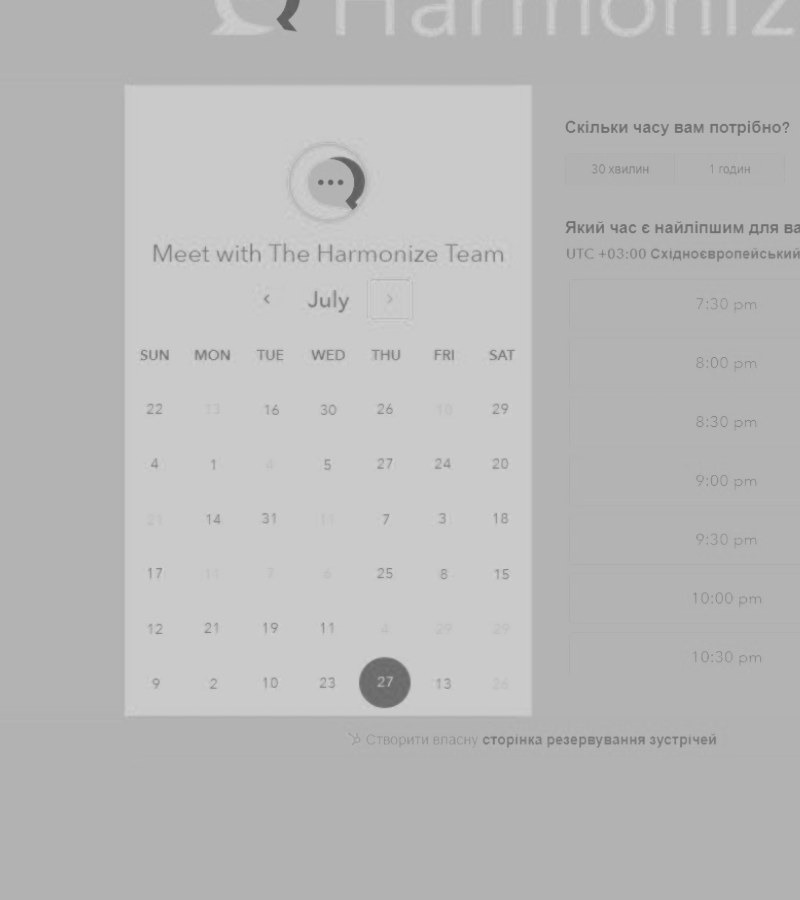 Harmoniz
Meet with The Harmonize Team
‹ July ›
SUN MON TUE WED THU FRI SAT
22 13 16 30 26 18 29
4 1 4 5 27 24 20
21 14 31 11 7 3 18
17 11 7 6 25 8 15
12 21 19 11 4 29 29
9 2 10 23 27 13 26
Скільки часу вам потрібно?
30 хвилин 1 годин
Який час є найліпшим для ва
UTC +03:00 Східноєвропейський
7:30 pm
8:00 pm
8:30 pm
9:00 pm
9:30 pm
10:00 pm
10:30 pm
Створити власну сторінка резервування зустрічей